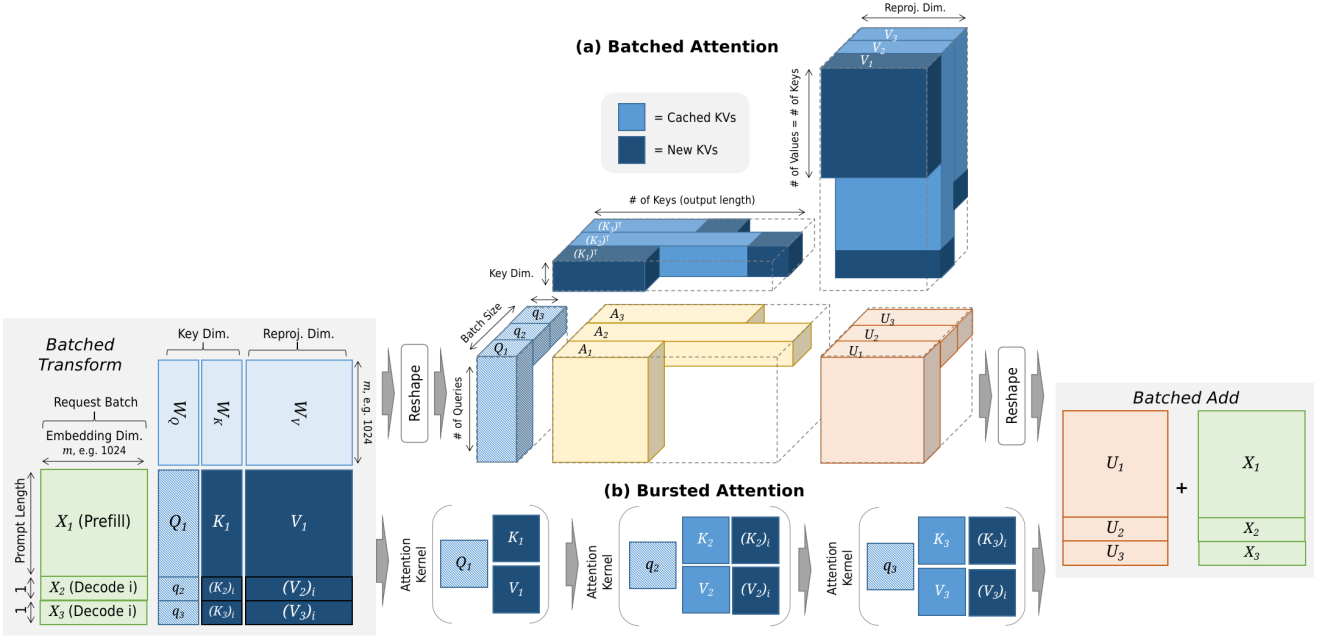 Reproj. Dim.
(a) Batched Attention
V3
V2
V1
# of Values = # of Keys
= Cached KVs
= New KVs
# of Keys (output length)
(K3)ᵀ
(K2)ᵀ
(K1)ᵀ
Key Dim.
Batch Size
q3
q2
Q1
# of Queries
A3
A2
A1
U3
U2
U1
Reshape
Reshape
Batched
Transform
Key Dim.
Reproj. Dim.
Request Batch
Embedding Dim.
m, e.g. 1024
WQ
WK
WV
m, e.g. 1024
Prompt Length
X1 (Prefill)
Q1
K1
V1
1
X2 (Decode i)
q2
(K2)i
(V2)i
1
X3 (Decode i)
q3
(K3)i
(V3)i
(b) Bursted Attention
Attention
Kernel
Q1
K1
V1
Attention
Kernel
q2
K2
(K2)i
V2
(V2)i
Attention
Kernel
q3
K3
(K3)i
V3
(V3)i
Batched Add
U1
+
X1
U2
X2
U3
X3